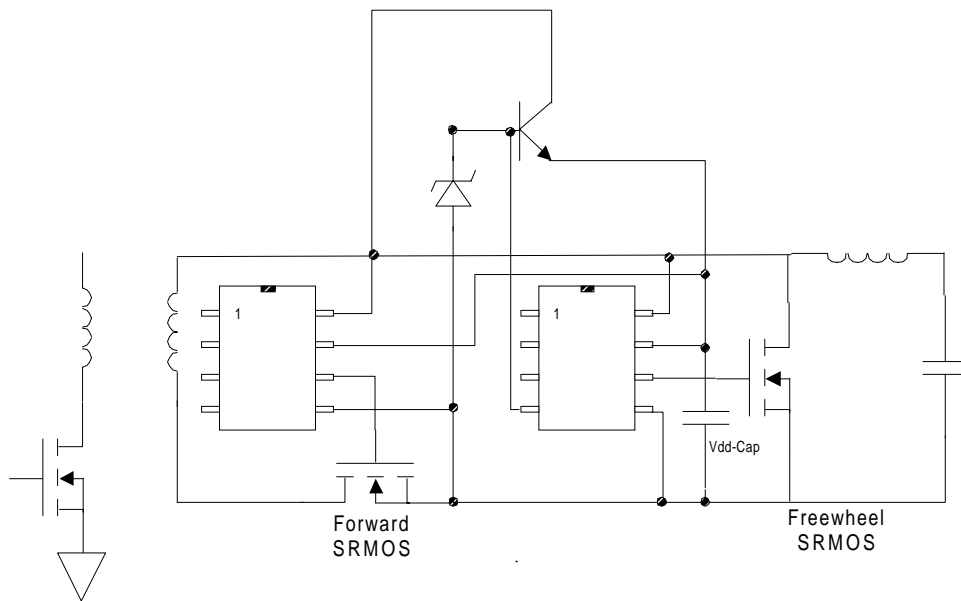 1
1
Vdd-Cap
Forward
SRMOS
Freewheel
SRMOS